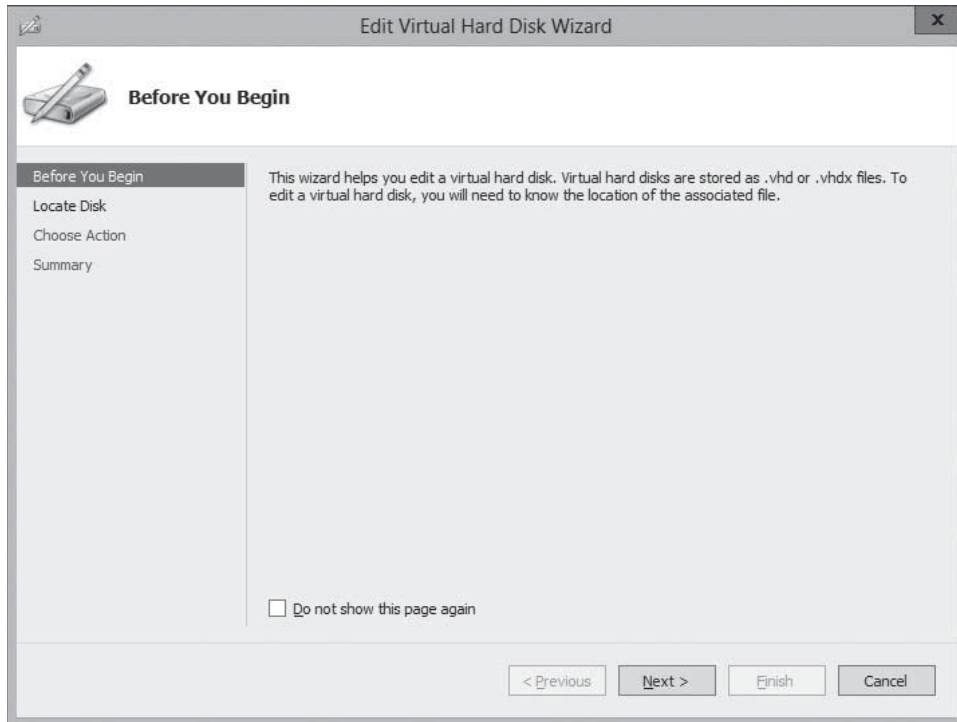 Edit Virtual Hard Disk Wizard
x
Before You Begin
Before You Begin
Locate Disk
Choose Action
Summary
This wizard helps you edit a virtual hard disk. Virtual hard disks are stored as .vhd or .vhdx files. To
edit a virtual hard disk, you will need to know the location of the associated file.
Do not show this page again
< Previous
Next >
Finish
Cancel